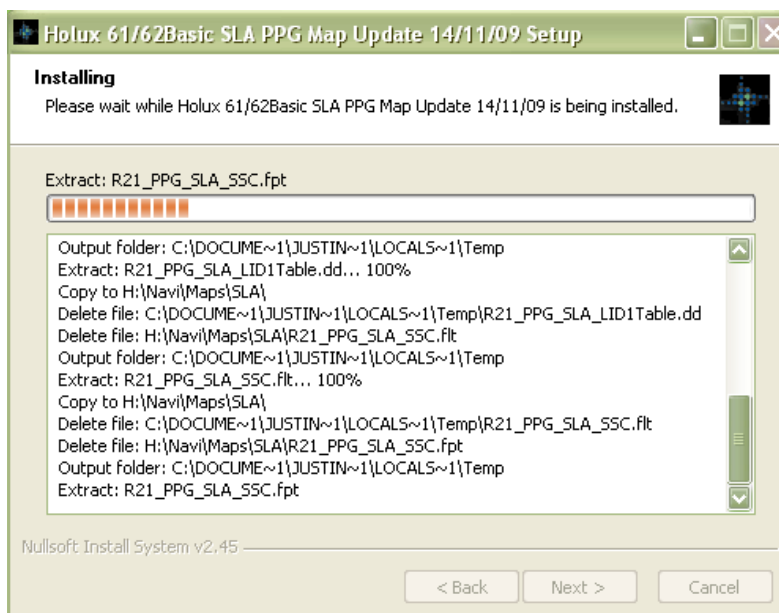 Holux 61/62Basic SLA PPG Map Update 14/11/09 Setup
Installing
Please wait while Holux 61/62Basic SLA PPG Map Update 14/11/09 is being installed.
Extract: R21_PPG_SLA_SSC.fpt
Output folder: C:\DOCUME~1\JUSTIN~1\LOCALS~1\Temp
Extract: R21_PPG_SLA_LID1Table.dd... 100%
Copy to H:\Navi\Maps\SLA\
Delete file: C:\DOCUME~1\JUSTIN~1\LOCALS~1\Temp\R21_PPG_SLA_LID1Table.dd
Delete file: H:\Navi\Maps\SLA\R21_PPG_SLA_SSC.flt
Output folder: C:\DOCUME~1\JUSTIN~1\LOCALS~1\Temp
Extract: R21_PPG_SLA_SSC.flt... 100%
Copy to H:\Navi\Maps\SLA\
Delete file: C:\DOCUME~1\JUSTIN~1\LOCALS~1\Temp\R21_PPG_SLA_SSC.flt
Delete file: H:\Navi\Maps\SLA\R21_PPG_SLA_SSC.fpt
Output folder: C:\DOCUME~1\JUSTIN~1\LOCALS~1\Temp
Extract: R21_PPG_SLA_SSC.fpt
Nullsoft Install System v2.45
< Back
Next >
Cancel